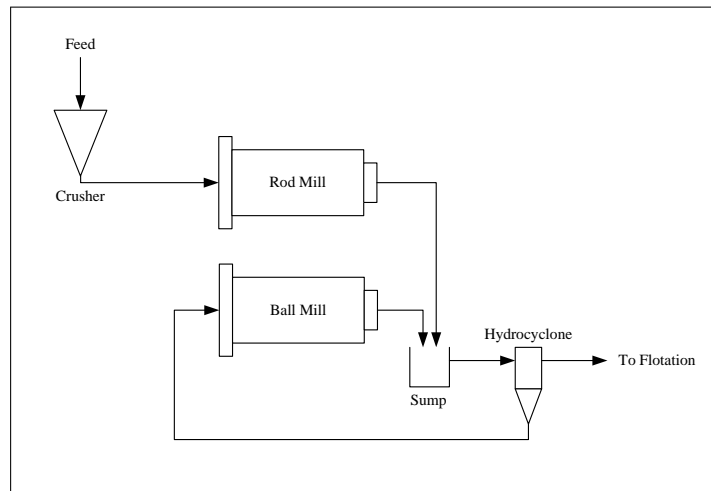 Feed
Crusher
Rod Mill
Ball Mill
Hydrocyclone
To Flotation
Sump